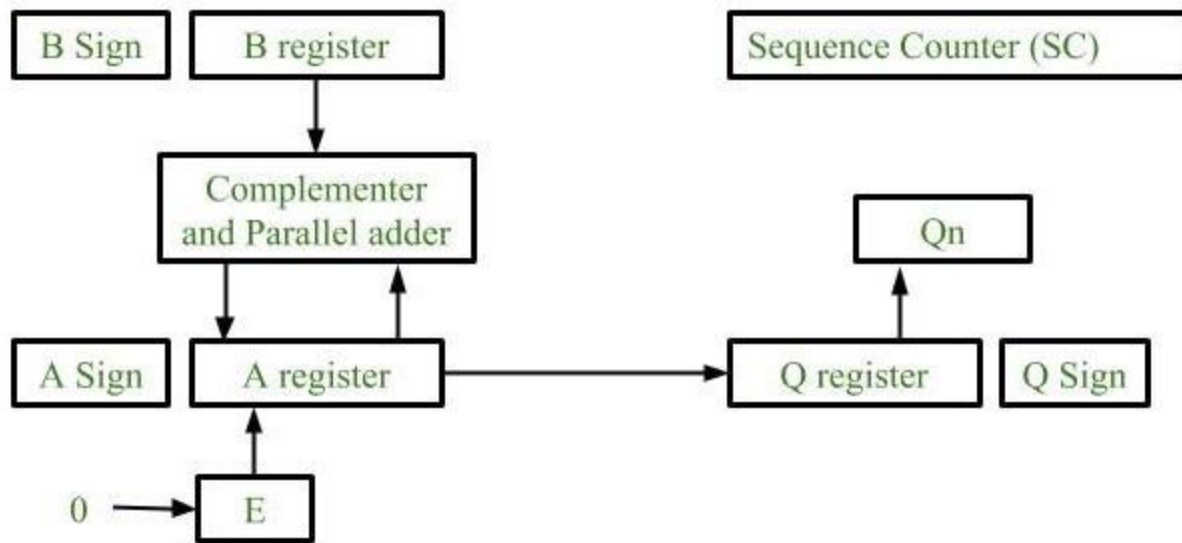 B Sign
B register
Sequence Counter (SC)
Complementer
and Parallel adder
Qn
A Sign
A register
Q register
Q Sign
0
E